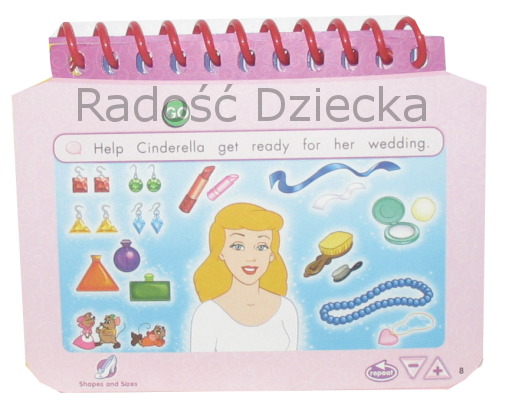 Radość Dziecka
GO
Help Cinderella get ready for her wedding.
Shapes and Sizes
repeat
8